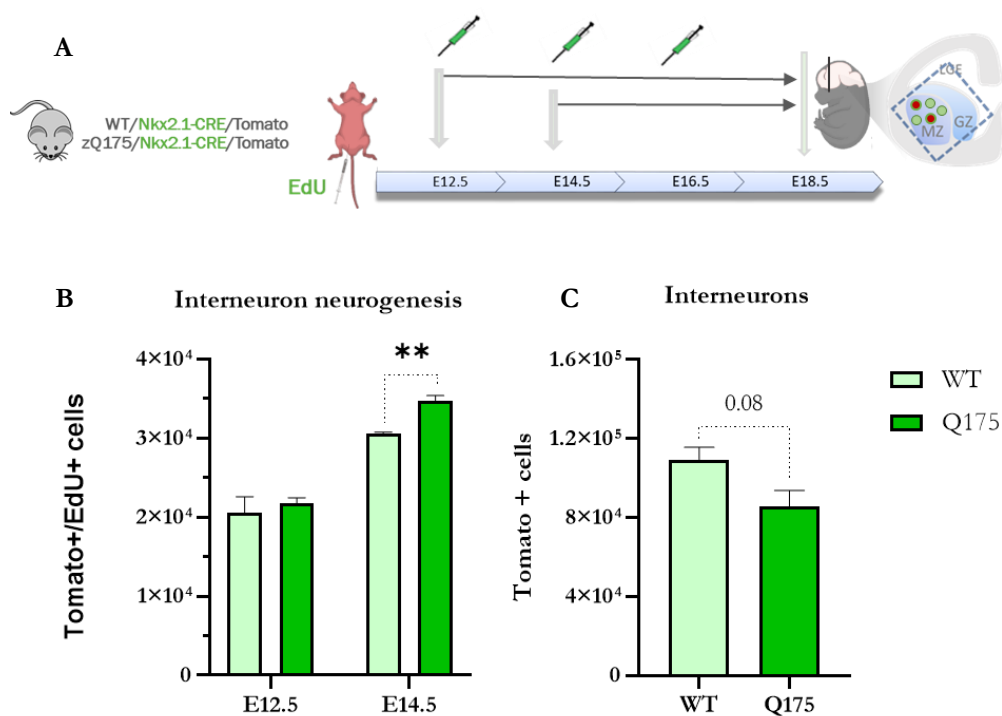 A
WT/Nkx2.1-CRE/Tomato
zQ175/Nkx2.1-CRE/Tomato
EdU
E12.5
E14.5
E16.5
E18.5
LGE
MZ
GZ
B
Interneuron neurogenesis
Tomato+/EdU+ cells
4×10⁴
3×10⁴
2×10⁴
1×10⁴
0
**
E12.5
E14.5
C
Interneurons
Tomato + cells
1.6×10⁵
1.2×10⁵
8×10⁴
4×10⁴
0
0.08
WT
Q175
WT
Q175